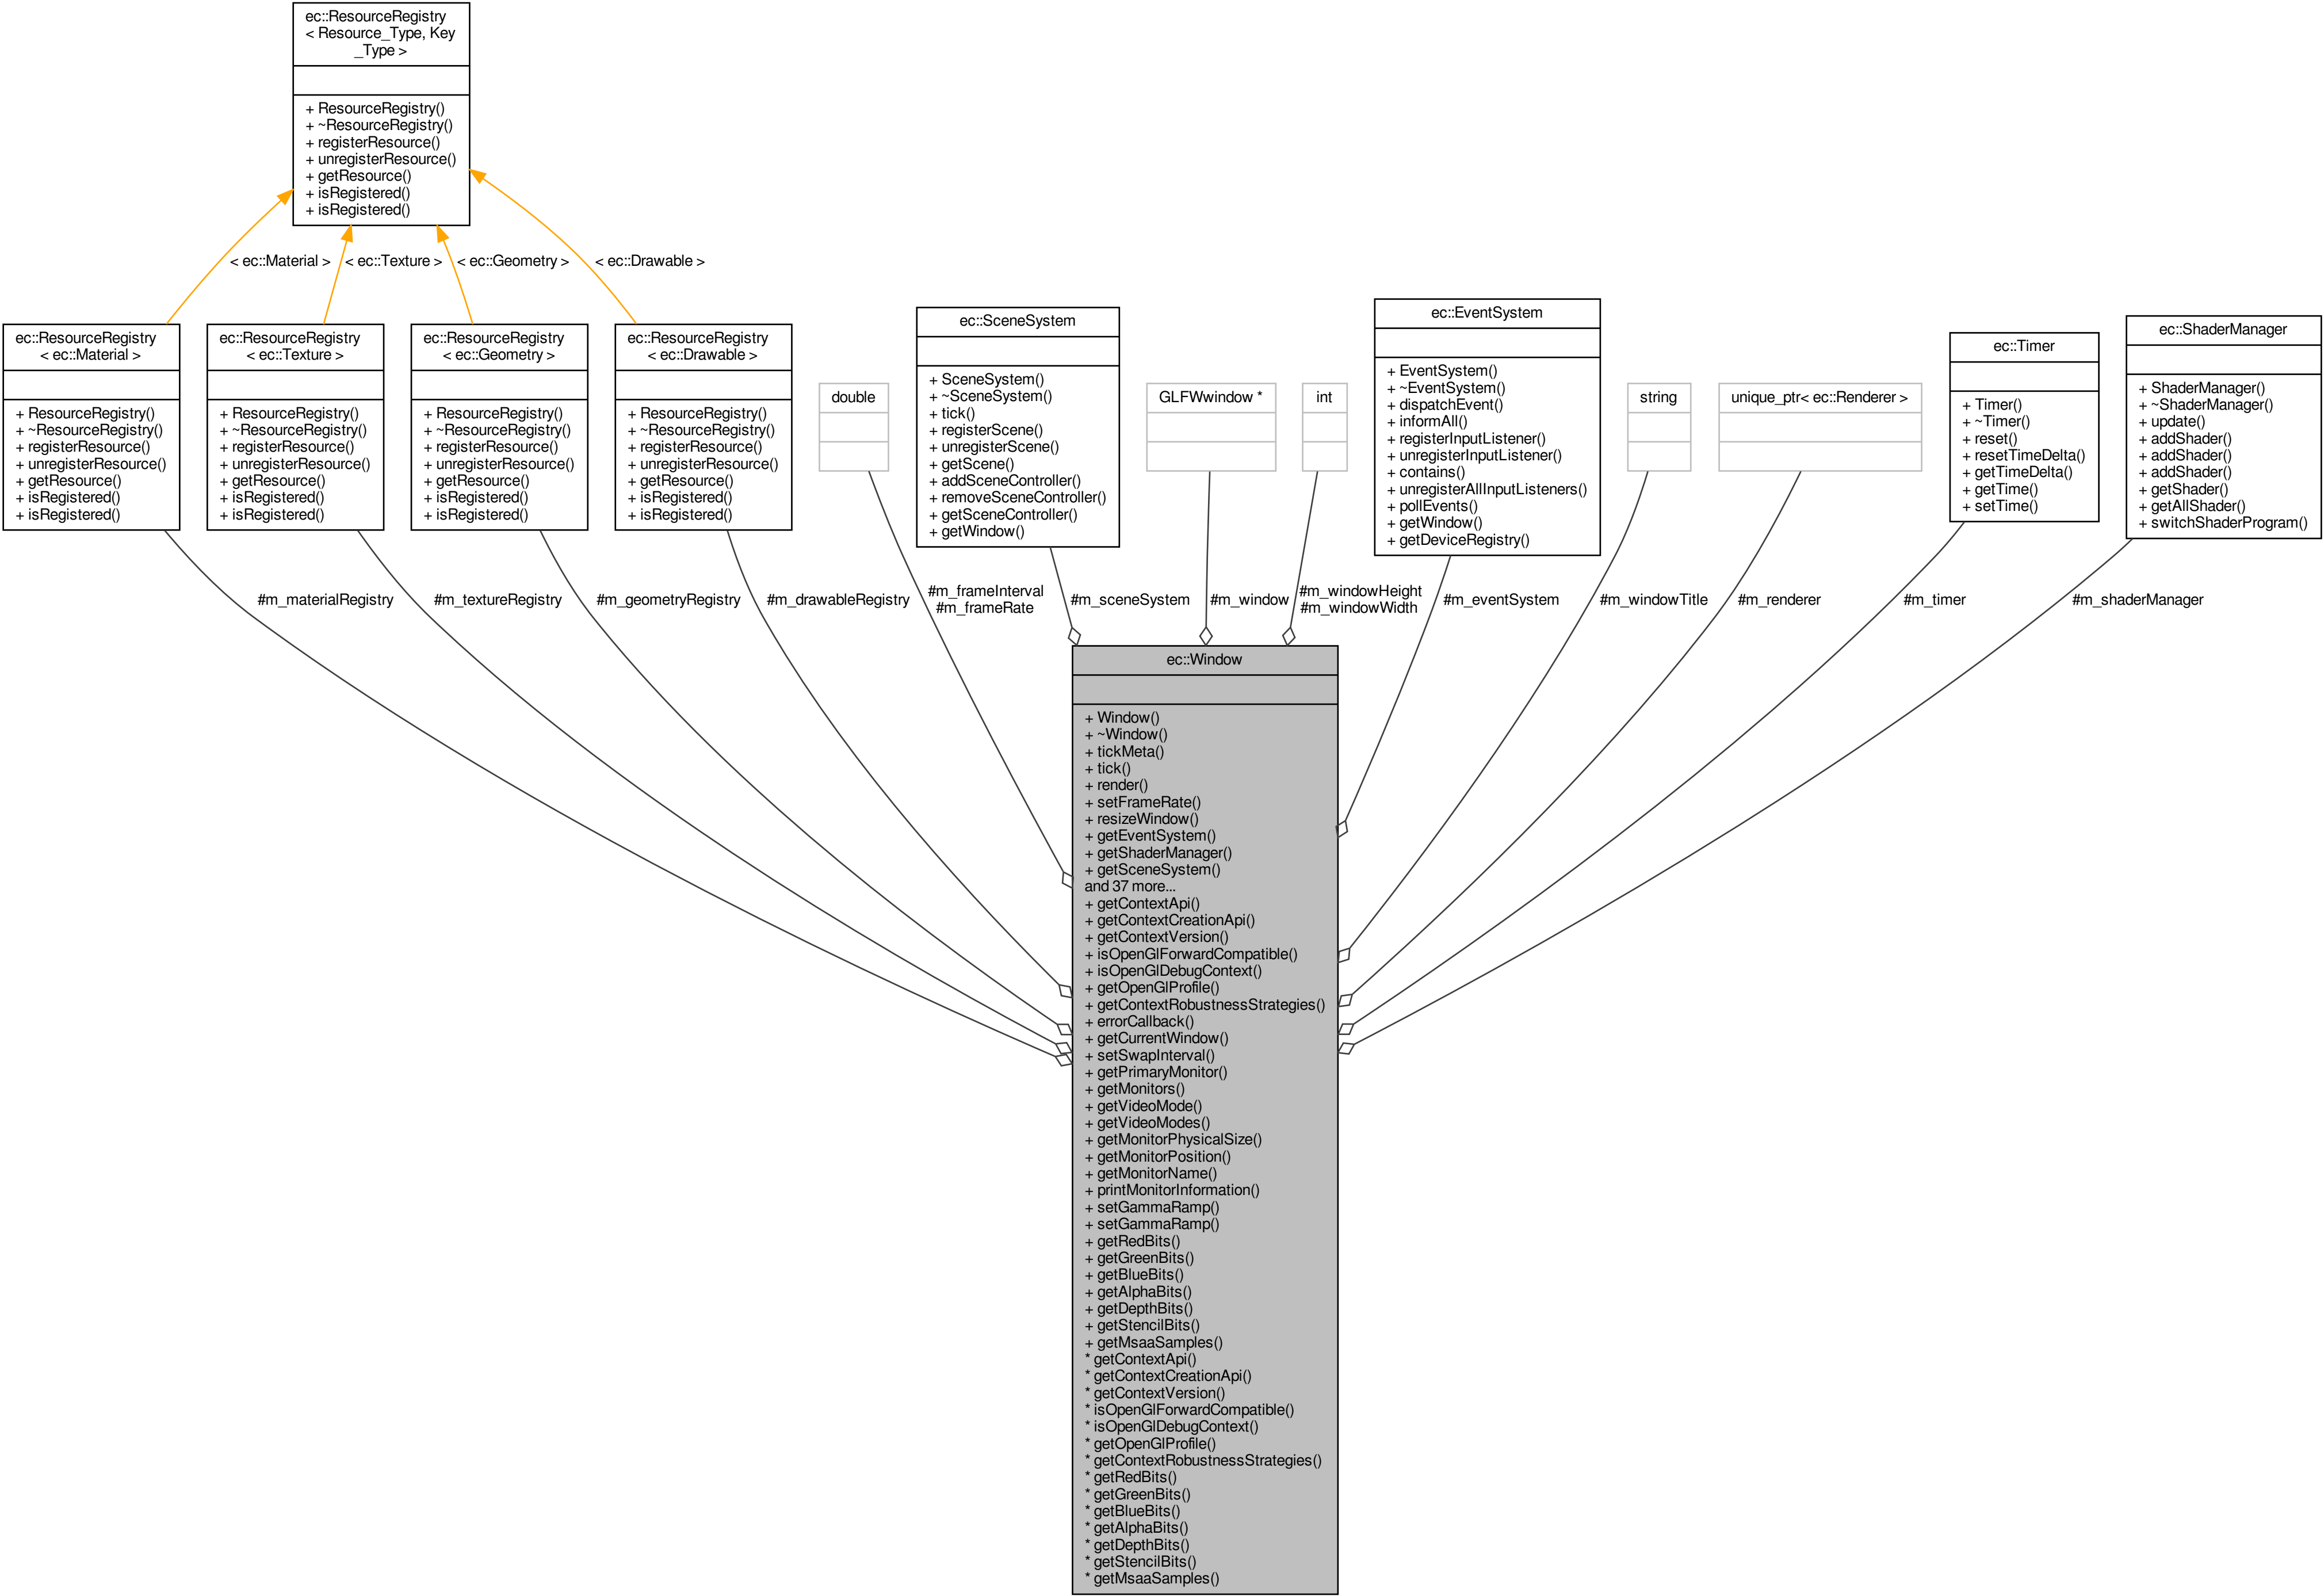 ec::ResourceRegistry
< Resource_Type, Key
_Type >
+ ResourceRegistry()
+ ~ResourceRegistry()
+ registerResource()
+ unregisterResource()
+ getResource()
+ isRegistered()
+ isRegistered()
< ec::Material >
< ec::Texture >
< ec::Geometry >
< ec::Drawable >
ec::ResourceRegistry
< ec::Material >
+ ResourceRegistry()
+ ~ResourceRegistry()
+ registerResource()
+ unregisterResource()
+ getResource()
+ isRegistered()
+ isRegistered()
ec::ResourceRegistry
< ec::Texture >
+ ResourceRegistry()
+ ~ResourceRegistry()
+ registerResource()
+ unregisterResource()
+ getResource()
+ isRegistered()
+ isRegistered()
ec::ResourceRegistry
< ec::Geometry >
+ ResourceRegistry()
+ ~ResourceRegistry()
+ registerResource()
+ unregisterResource()
+ getResource()
+ isRegistered()
+ isRegistered()
ec::ResourceRegistry
< ec::Drawable >
+ ResourceRegistry()
+ ~ResourceRegistry()
+ registerResource()
+ unregisterResource()
+ getResource()
+ isRegistered()
+ isRegistered()
double
ec::SceneSystem
+ SceneSystem()
+ ~SceneSystem()
+ tick()
+ registerScene()
+ unregisterScene()
+ getScene()
+ addSceneController()
+ removeSceneController()
+ getSceneController()
+ getWindow()
GLFWwindow *
int
ec::EventSystem
+ EventSystem()
+ ~EventSystem()
+ dispatchEvent()
+ informAll()
+ registerInputListener()
+ unregisterInputListener()
+ contains()
+ unregisterAllInputListeners()
+ pollEvents()
+ getWindow()
+ getDeviceRegistry()
string
unique_ptr< ec::Renderer >
ec::Timer
+ Timer()
+ ~Timer()
+ reset()
+ resetTimeDelta()
+ getTimeDelta()
+ getTime()
+ setTime()
ec::ShaderManager
+ ShaderManager()
+ ~ShaderManager()
+ update()
+ addShader()
+ addShader()
+ addShader()
+ getShader()
+ getAllShader()
+ switchShaderProgram()
#m_materialRegistry
#m_textureRegistry
#m_geometryRegistry
#m_drawableRegistry
#m_frameInterval
#m_frameRate
#m_sceneSystem
#m_window
#m_windowHeight
#m_windowWidth
#m_eventSystem
#m_windowTitle
#m_renderer
#m_timer
#m_shaderManager
ec::Window
+ Window()
+ ~Window()
+ tickMeta()
+ tick()
+ render()
+ setFrameRate()
+ resizeWindow()
+ getEventSystem()
+ getShaderManager()
+ getSceneSystem()
and 37 more...
+ getContextApi()
+ getContextCreationApi()
+ getContextVersion()
+ isOpenGlForwardCompatible()
+ isOpenGlDebugContext()
+ getOpenGlProfile()
+ getContextRobustnessStrategies()
+ errorCallback()
+ getCurrentWindow()
+ setSwapInterval()
+ getPrimaryMonitor()
+ getMonitors()
+ getVideoMode()
+ getVideoModes()
+ getMonitorPhysicalSize()
+ getMonitorPosition()
+ getMonitorName()
+ printMonitorInformation()
+ setGammaRamp()
+ setGammaRamp()
+ getRedBits()
+ getGreenBits()
+ getBlueBits()
+ getAlphaBits()
+ getDepthBits()
+ getStencilBits()
+ getMsaaSamples()
* getContextApi()
* getContextCreationApi()
* getContextVersion()
* isOpenGlForwardCompatible()
* isOpenGlDebugContext()
* getOpenGlProfile()
* getContextRobustnessStrategies()
* getRedBits()
* getGreenBits()
* getBlueBits()
* getAlphaBits()
* getDepthBits()
* getStencilBits()
* getMsaaSamples()